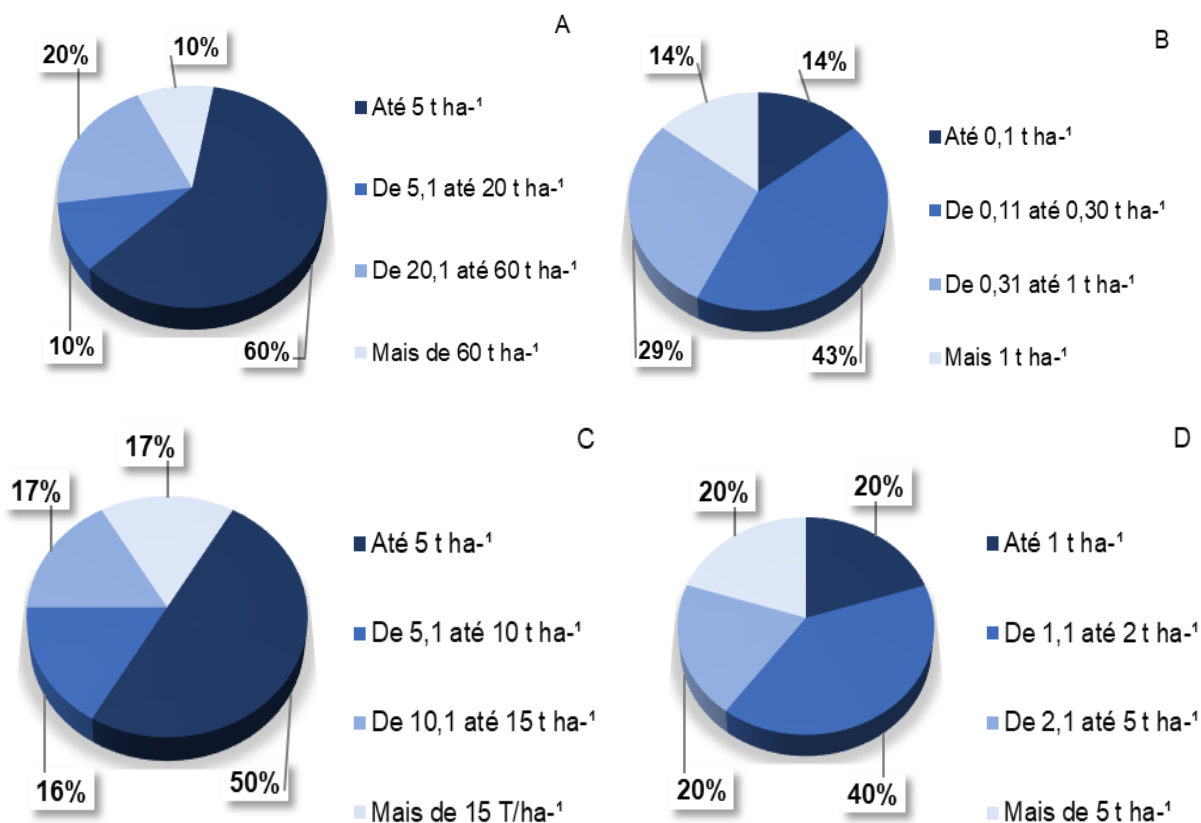 A
20%
10%
Até 5 t ha-¹
De 5,1 até 20 t ha-¹
De 20,1 até 60 t ha-¹
Mais de 60 t ha-¹
10%
60%
B
14%
14%
Até 0,1 t ha-¹
De 0,11 até 0,30 t ha-¹
De 0,31 até 1 t ha-¹
Mais 1 t ha-¹
29%
43%
C
17%
17%
Até 5 t ha-¹
De 5,1 até 10 t ha-¹
De 10,1 até 15 t ha-¹
Mais de 15 T/ha-¹
16%
50%
D
20%
20%
Até 1 t ha-¹
De 1,1 até 2 t ha-¹
De 2,1 até 5 t ha-¹
Mais de 5 t ha-¹
20%
40%